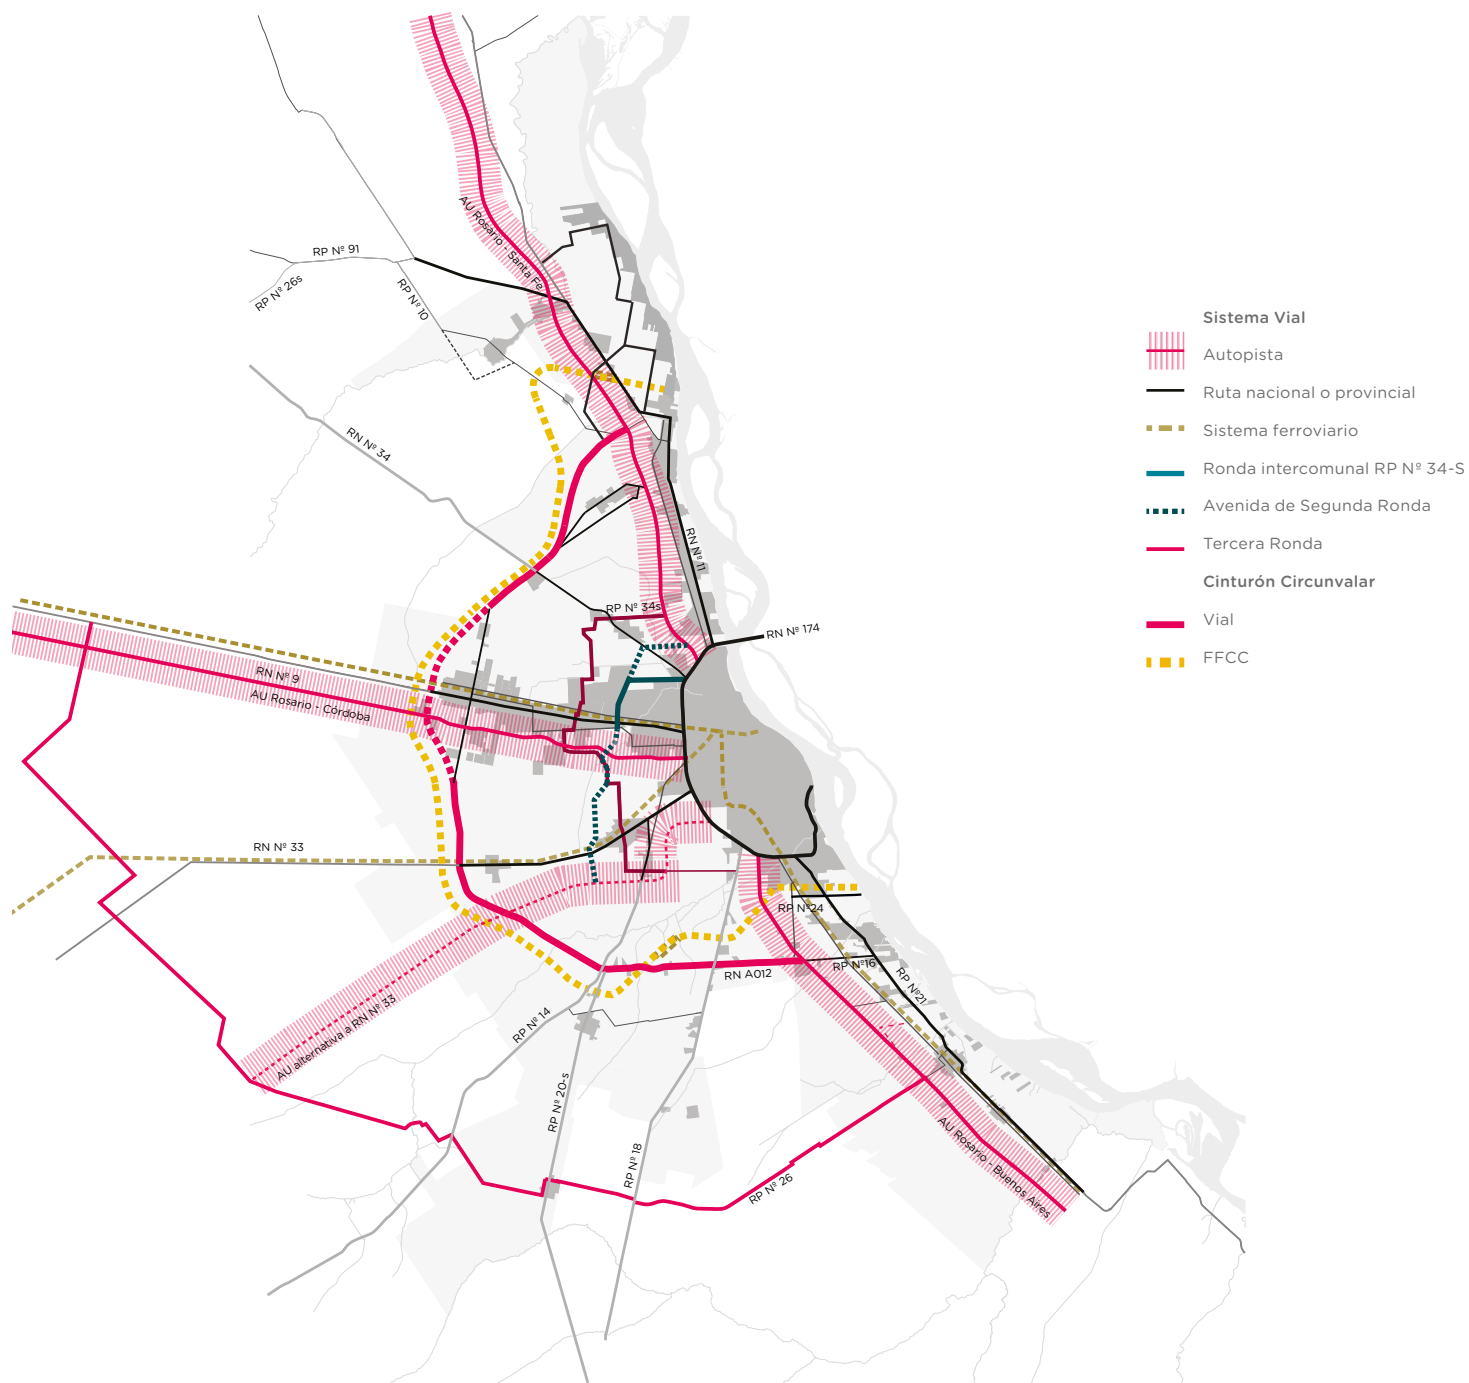 AU Rosario - Santa Fe
RP Nº 91
RP Nº 26s
RP Nº 10
RN Nº 34
RN Nº 11
RP Nº 34s
RN Nº 174
RN Nº 9
AU Rosario - Córdoba
RN Nº 33
RP Nº24
RP Nº16
RP Nº21
RN A012
AU alternativa a RN Nº 33
RP Nº 14
RP Nº 20-s
RP Nº 18
RP Nº 26
AU Rosario - Buenos Aires
Sistema Vial
Autopista
Ruta nacional o provincial
Sistema ferroviario
Ronda intercomunal RP Nº 34-S
Avenida de Segunda Ronda
Tercera Ronda
Cinturón Circunvalar
Vial
FFCC